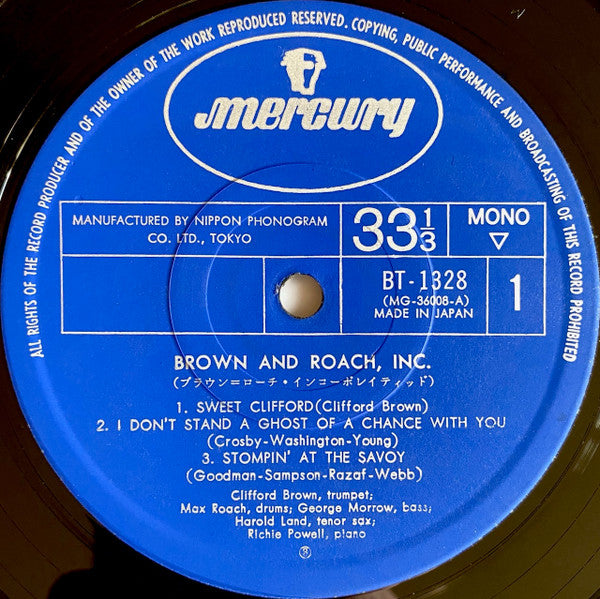 ALL RIGHTS OF THE RECORD PRODUCER AND OF THE OWNER OF THE WORK REPRODUCED RESERVED. COPYING, PUBLIC PERFORMANCE AND BROADCASTING OF THIS RECORD PROHIBITED
mercury
MANUFACTURED BY NIPPON PHONOGRAM
CO. LTD., TOKYO
33 1/3
MONO
▽
BT-1328
(MG-36008-A)
MADE IN JAPAN
1
BROWN AND ROACH, INC.
(ブラウン=ローチ・インコーポレイティッド)
1. SWEET CLIFFORD (Clifford Brown)
2. I DON'T STAND A GHOST OF A CHANCE WITH YOU
(Crosby-Washington-Young)
3. STOMPIN' AT THE SAVOY
(Goodman-Sampson-Razaf-Webb)
Clifford Brown, trumpet;
Max Roach, drums; George Morrow, bass;
Harold Land, tenor sax;
Richie Powell, piano